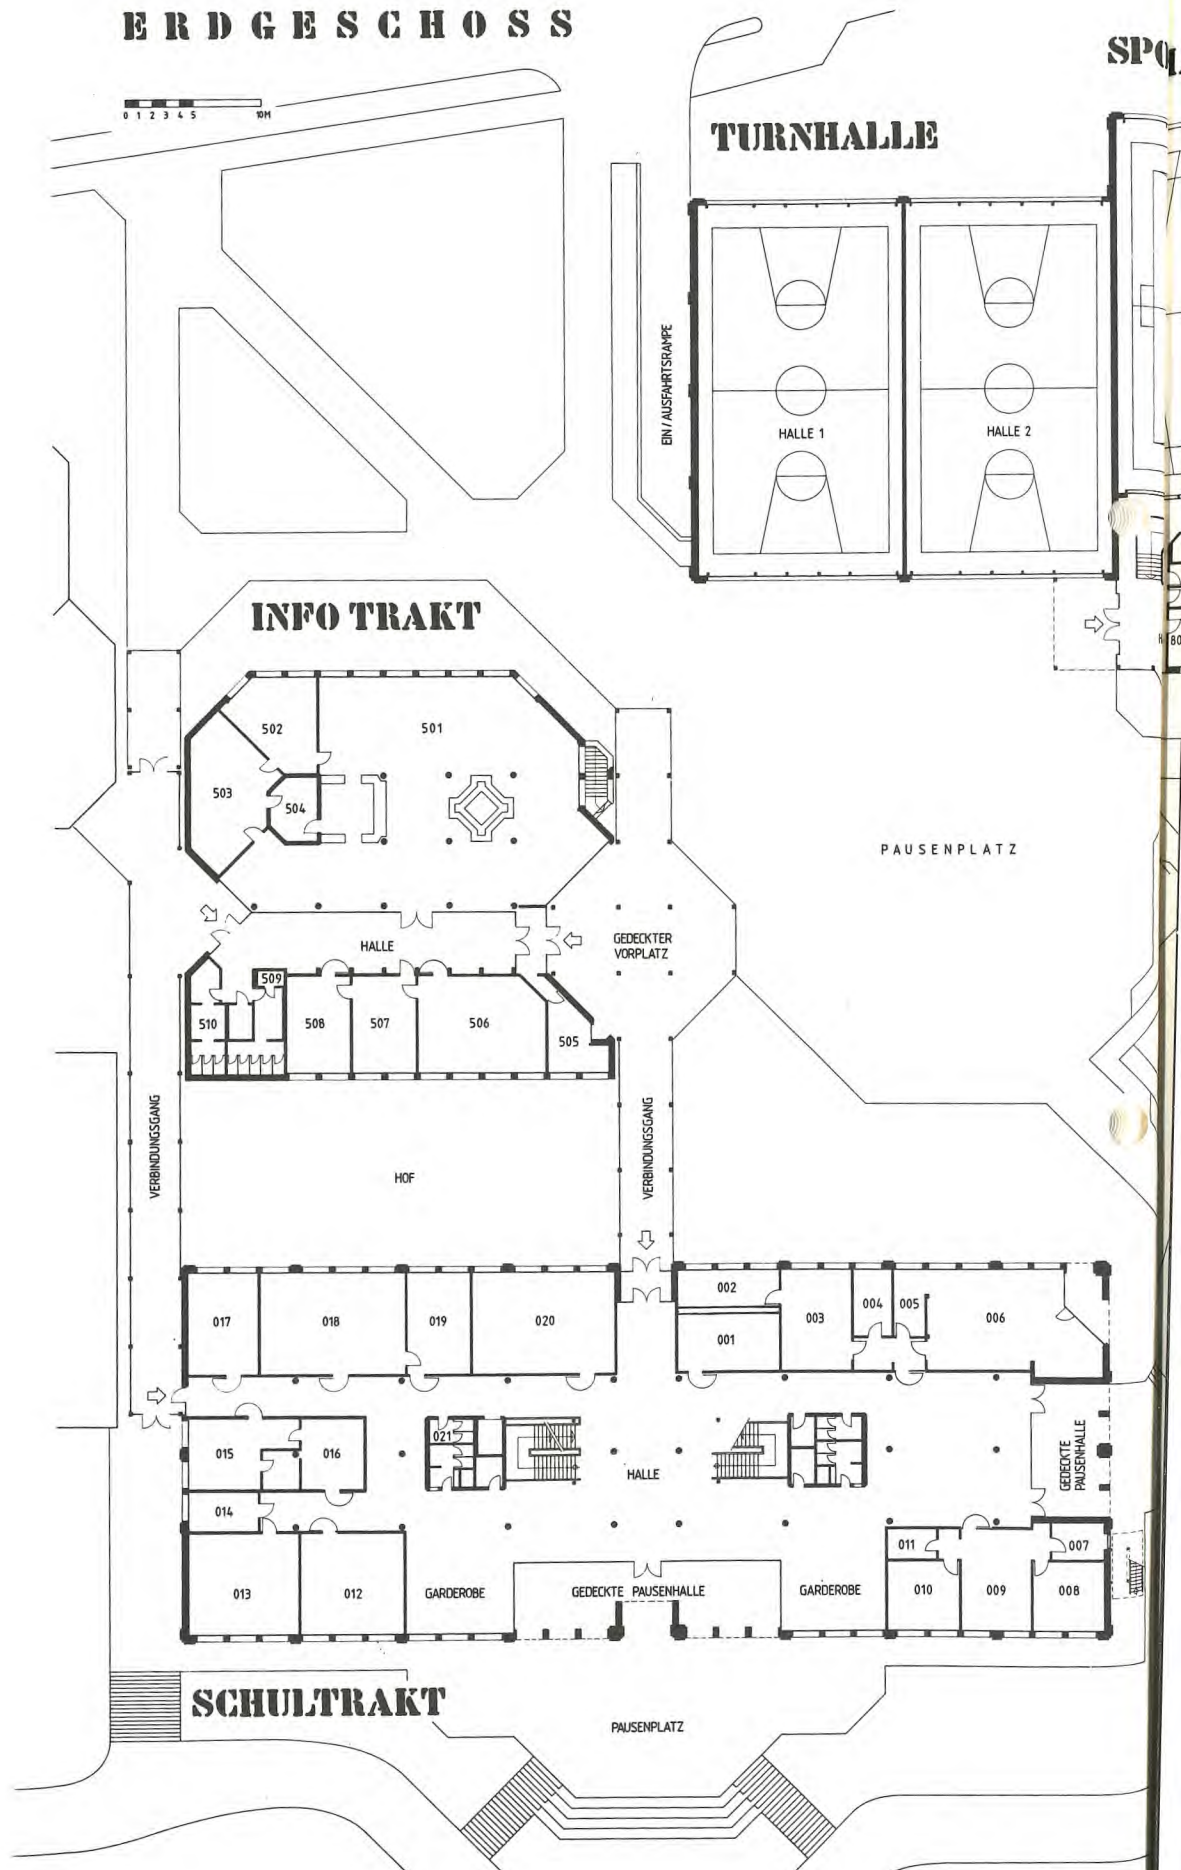 ERDGESCHOSS
0 1 2 3 4 5 10M
TURNHALLE
EIN/AUSFAHRTSRAMPE
HALLE 1
HALLE 2
INFO TRAKT
502
501
503
504
PAUSENPLATZ
HALLE
GEDECKTER
VORPLATZ
509
510
508
507
506
505
VERBINDUNGSGANG
VERBINDUNGSGANG
HOF
002
001
003
004
005
006
017
018
019
020
015
016
021
HALLE
GEDECKTE
PAUSENHALLE
014
013
012
GARDEROBE
GEDECKTE PAUSENHALLE
GARDEROBE
011
010
009
007
008
SCHULTRAKT
PAUSENPLATZ